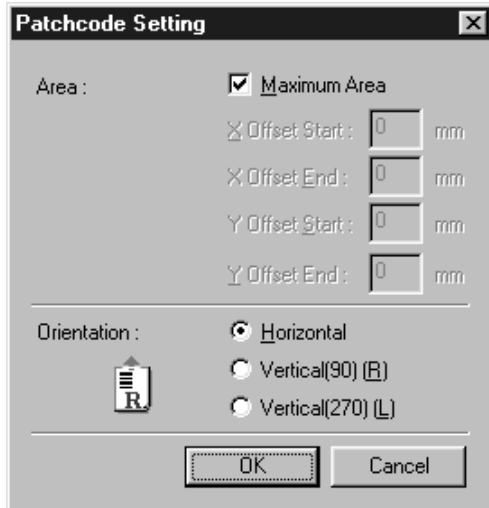 Patchcode Setting
Area :
Maximum Area
X Offset Start : 0 mm
X Offset End : 0 mm
Y Offset Start : 0 mm
Y Offset End : 0 mm
Orientation :
Horizontal
R
Vertical(90) (R)
Vertical(270) (L)
OK Cancel